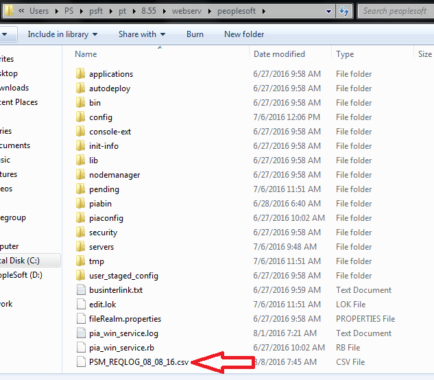 « Users ▸ PS ▸ psft ▸ pt ▸ 8.55 ▸ webserv ▸ peoplesoft ▸ Search peoplesoft
Include in library Share with Burn New folder
Name Date modified Type Size
applications 6/27/2016 9:58 AM File folder
autodeploy 6/27/2016 9:58 AM File folder
bin 6/27/2016 9:58 AM File folder
config 7/6/2016 12:06 PM File folder
console-ext 6/27/2016 9:58 AM File folder
init-info 6/27/2016 9:58 AM File folder
lib 6/27/2016 9:58 AM File folder
nodemanager 6/27/2016 9:58 AM File folder
pending 7/6/2016 11:51 AM File folder
piabin 6/28/2016 6:40 AM File folder
piaconfig 6/27/2016 10:02 AM File folder
security 6/27/2016 9:58 AM File folder
servers 7/6/2016 9:48 AM File folder
tmp 7/6/2016 11:51 AM File folder
user_staged_config 6/27/2016 9:58 AM File folder
businterlink.txt 6/27/2016 9:59 AM Text Document
edit.lok 7/6/2016 11:51 AM LOK File
fileRealm.properties 6/27/2016 9:58 AM PROPERTIES File
pia_win_service.log 8/1/2016 7:21 AM Text Document
pia_win_service.rb 6/27/2016 10:02 AM RB File
PSM_REQLOG_08_08_16.csv /8/2016 7:45 AM CSV File
rites
sktop
wnloads
cent Places
ries
cuments
sic
tures
eos
egroup
puter
cal Disk (C:)
opleSoft (D:)
work